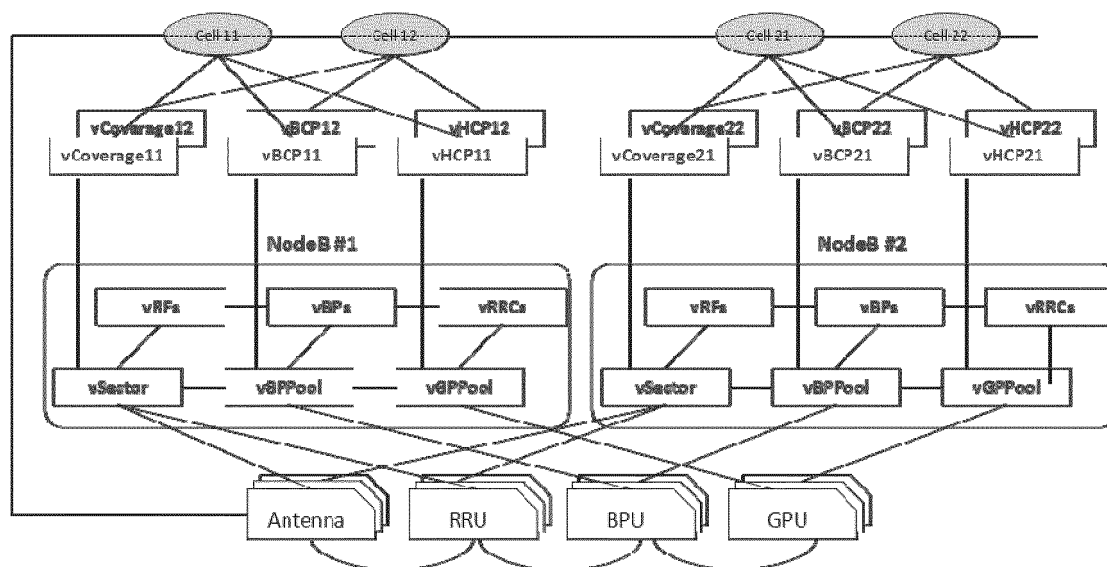 Cell 11 Cell 12 Cell 21 Cell 22
vCoverage12 vBCP12 vHCP12 vCoverage22 vBCP22 vHCP22
vCoverage11 vBCP11 vHCP11 vCoverage21 vBCP21 vHCP21
NodeB #1 NodeB #2
vRFs vBPs vRRCs vRFs vBPs vRRCs
vSector vBPPool vGPPool vSector vBPPool vGPPool
Antenna RRU BPU GPU